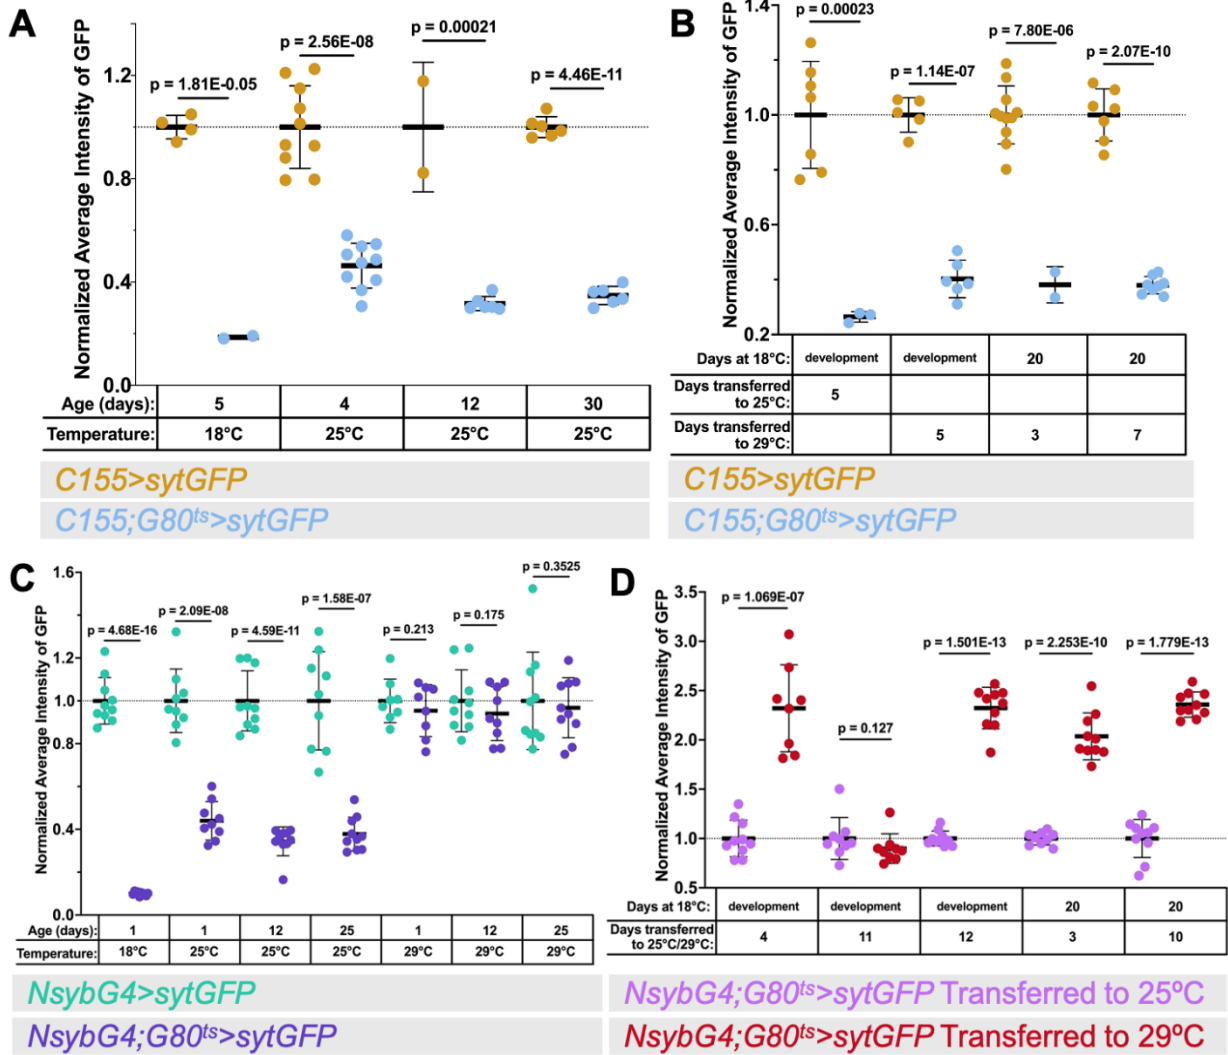 A
Normalized Average Intensity of GFP
p = 1.81E-0.05
p = 2.56E-08
p = 0.00021
p = 4.46E-11
1.2
0.8
0.4
0.0
Age (days): 5 4 12 30
Temperature: 18°C 25°C 25°C 25°C
C155>sytGFP
C155;G80ts>sytGFP
B
Normalized Average Intensity of GFP
p = 0.00023
p = 1.14E-07
p = 7.80E-06
p = 2.07E-10
1.4
1.0
0.6
0.2
Days at 18°C: development development 20 20
Days transferred
to 25°C: 5
Days transferred
to 29°C: 5 3 7
C155>sytGFP
C155;G80ts>sytGFP
C
Normalized Average Intensity of GFP
p = 4.68E-16
p = 2.09E-08
p = 4.59E-11
p = 1.58E-07
p = 0.213
p = 0.175
p = 0.3525
1.6
1.2
1.0
0.8
0.4
0.0
Age (days): 1 1 12 25 1 12 25
Temperature: 18°C 25°C 25°C 25°C 29°C 29°C 29°C
NsybG4>sytGFP
NsybG4;G80ts>sytGFP
D
Normalized Average Intensity of GFP
p = 1.069E-07
p = 0.127
p = 1.501E-13
p = 2.253E-10
p = 1.779E-13
3.5
3.0
2.5
2.0
1.5
1.0
0.5
Days at 18°C: development development development 20 20
Days transferred
to 25°C/29°C: 4 11 12 3 10
NsybG4;G80ts>sytGFP Transferred to 25ºC
NsybG4;G80ts>sytGFP Transferred to 29ºC